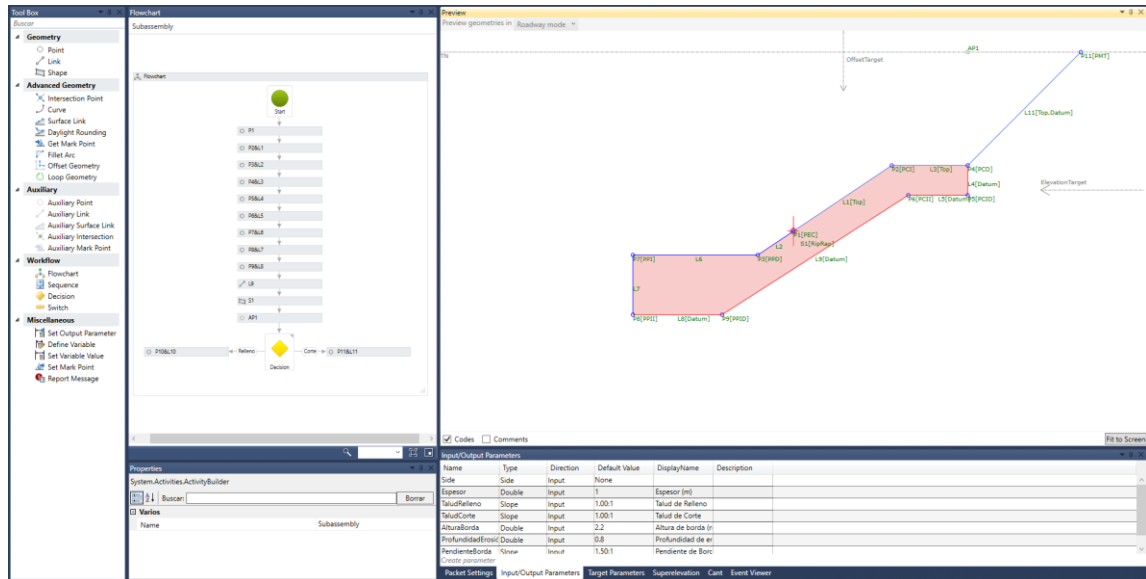 Tool Box
Buscar
Geometry
Point
Link
Shape
Advanced Geometry
Intersection Point
Curve
Surface Link
Daylight Rounding
Get Mark Point
Fillet Arc
Offset Geometry
Loop Geometry
Auxiliary
Auxiliary Point
Auxiliary Link
Auxiliary Surface Link
Auxiliary Intersection
Auxiliary Mark Point
Workflow
Flowchart
Sequence
Decision
Switch
Miscellaneous
Set Output Parameter
Define Variable
Set Variable Value
Set Mark Point
Report Message
Flowchart
Subassembly
Flowchart
Start
P1
P2&L1
P3&L2
P4&L3
P5&L4
P6&L5
P7&L6
P8&L7
P9&L8
L9
S1
AP1
P10&L10 Relleno Corte P11&L11
Decision
Properties
System.Activities.ActivityBuilder
Buscar: Borrar
Varios
Name Subassembly
Preview
Preview geometries in Roadway mode
AP1
P11[PMT]
OffsetTarget
L11[Top,Datum]
P2[PCI] L3[Top] P4[PCD]
L4[Datum]
ElevationTarget
P6[PCII] L5[Datum] P5[PCID]
L1[Top]
P1[PEC]
L2 S1[RipRap]
P7[PPI] L6 P3[PPD] L9[Datum]
L7
P8[PPII] L8[Datum] P9[PPID]
Codes Comments Fit to Screen
Input/Output Parameters
Name Type Direction Default Value DisplayName Description
Side Side Input None
Espesor Double Input 1 Espesor (m)
TaludRelleno Slope Input 1.00:1 Talud de Relleno
TaludCorte Slope Input 1.00:1 Talud de Corte
AlturaBorda Double Input 2.2 Altura de borda (
ProfundidadErosi Double Input 0.8 Profundidad de er
PendienteBorda Slope Input 1.50:1 Pendiente de Bord
Create parameter
Packet Settings Input/Output Parameters Target Parameters Superelevation Cant Event Viewer